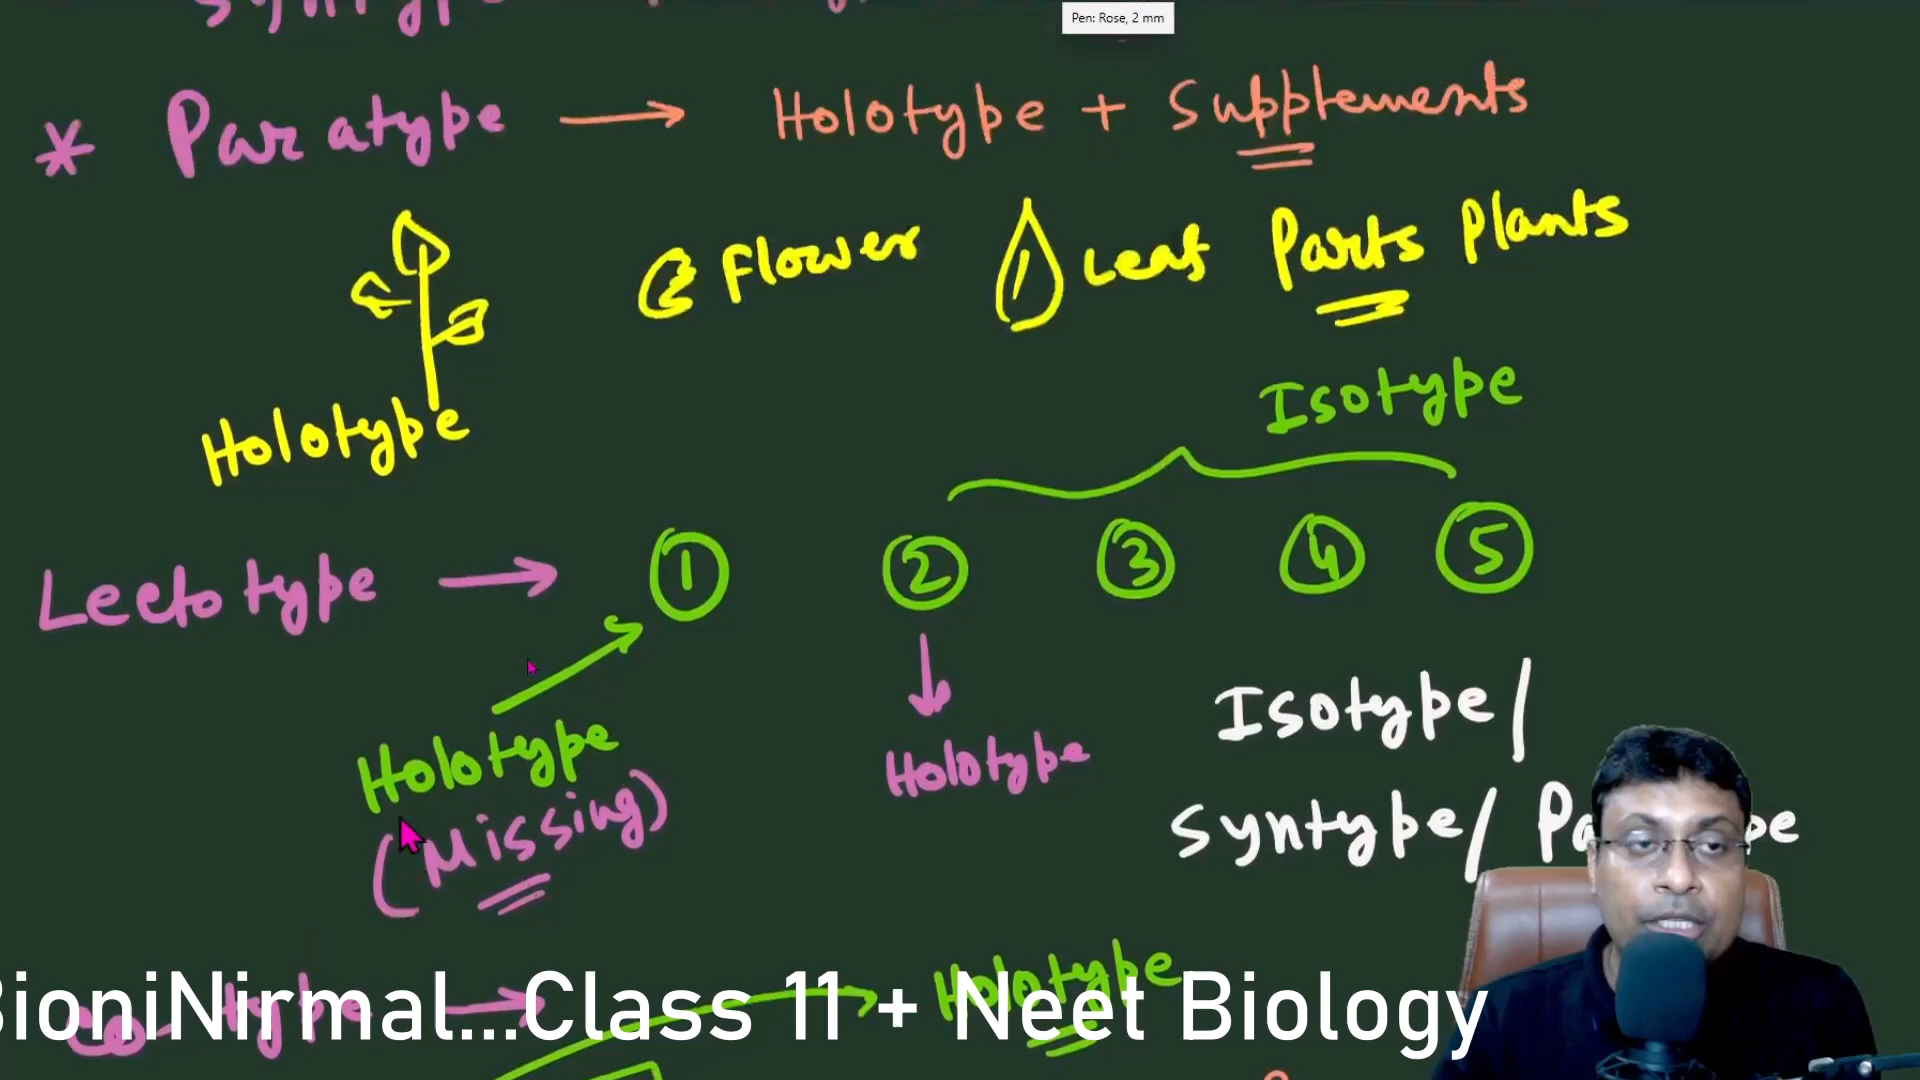 Pen: Rose, 2 mm
* Paratype → Holotype + Supplements
Flower Leaf Parts Plants
Holotype
Isotype
Lectotype → 1 2 3 4 5
Holotype
(Missing)
Holotype
Isotype/
Syntype/
Holotype
BioniNirmal...Class 11 + Neet Biology